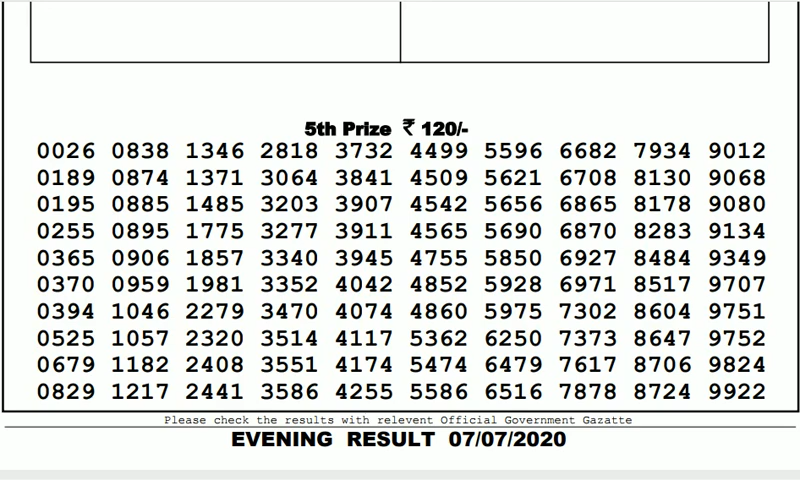 5th Prize ₹ 120/-
0026 0838 1346 2818 3732 4499 5596 6682 7934 9012
0189 0874 1371 3064 3841 4509 5621 6708 8130 9068
0195 0885 1485 3203 3907 4542 5656 6865 8178 9080
0255 0895 1775 3277 3911 4565 5690 6870 8283 9134
0365 0906 1857 3340 3945 4755 5850 6927 8484 9349
0370 0959 1981 3352 4042 4852 5928 6971 8517 9707
0394 1046 2279 3470 4074 4860 5975 7302 8604 9751
0525 1057 2320 3514 4117 5362 6250 7373 8647 9752
0679 1182 2408 3551 4174 5474 6479 7617 8706 9824
0829 1217 2441 3586 4255 5586 6516 7878 8724 9922
Please check the results with relevent Official Government Gazatte
EVENING RESULT 07/07/2020